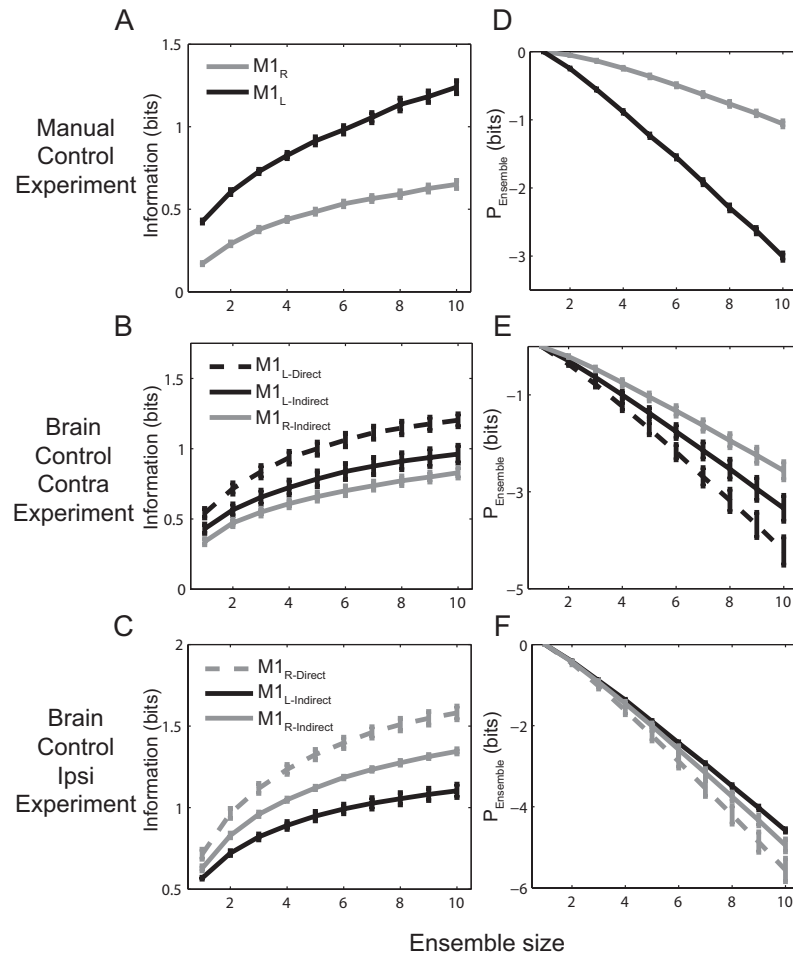 A
D
Manual
Control
Experiment
Information (bits)
1.5
1
0.5
0
M1R
M1L
2 4 6 8 10
PEnsemble (bits)
0
−1
−2
−3
2 4 6 8 10
B
E
Brain
Control
Contra
Experiment
Information (bits)
1.5
1
0.5
0
M1L-Direct
M1L-Indirect
M1R-Indirect
2 4 6 8 10
PEnsemble (bits)
−1
−3
−5
2 4 6 8 10
C
F
Brain
Control
Ipsi
Experiment
Information (bits)
2
1.5
1
0.5
M1R-Direct
M1L-Indirect
M1R-Indirect
2 4 6 8 10
PEnsemble (bits)
0
−2
−4
−6
2 4 6 8 10
Ensemble size